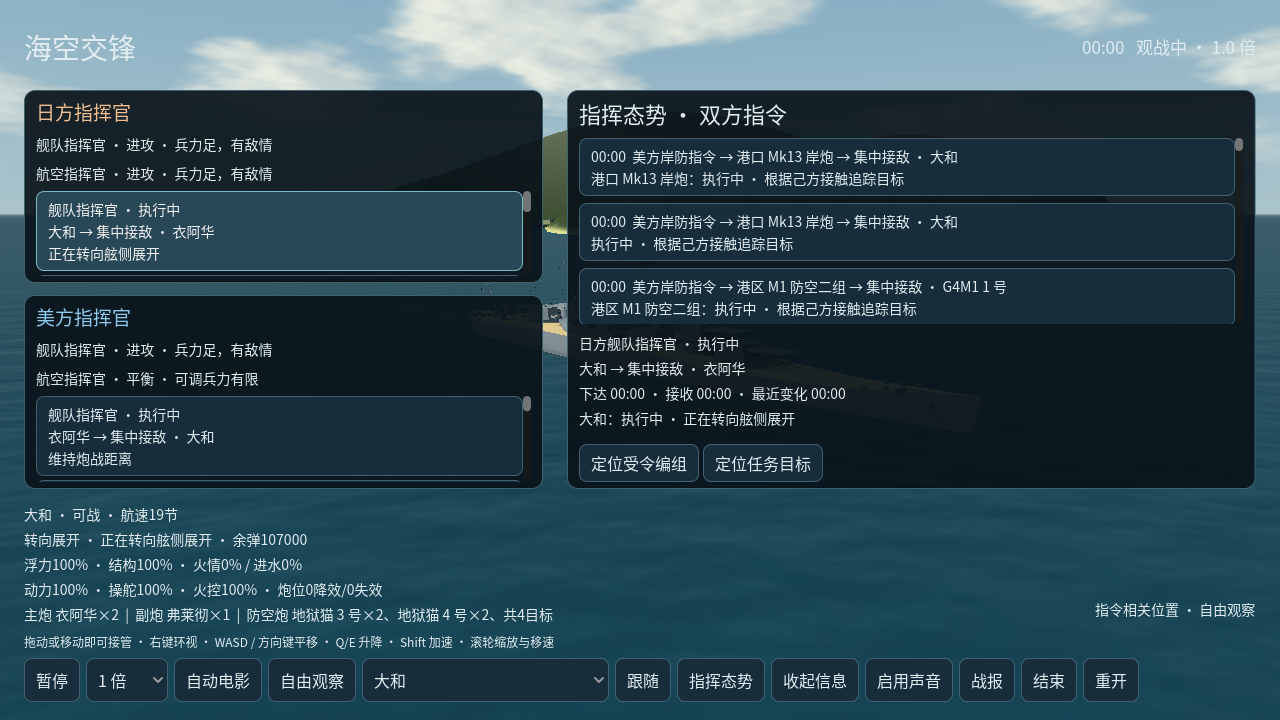 海空交锋
00:00 观战中 · 1.0 倍
日方指挥官
舰队指挥官 · 进攻 · 兵力足，有敌情
航空指挥官 · 进攻 · 兵力足，有敌情
舰队指挥官 · 执行中
大和 → 集中接敌 · 衣阿华
正在转向舷侧展开
美方指挥官
舰队指挥官 · 进攻 · 兵力足，有敌情
航空指挥官 · 平衡 · 可调兵力有限
舰队指挥官 · 执行中
衣阿华 → 集中接敌 · 大和
维持炮战距离
指挥态势 · 双方指令
00:00 美方岸防指令 → 港口 Mk13 岸炮 → 集中接敌 · 大和
港口 Mk13 岸炮：执行中 · 根据己方接触追踪目标
00:00 美方岸防指令 → 港口 Mk13 岸炮 → 集中接敌 · 大和
执行中 · 根据己方接触追踪目标
00:00 美方岸防指令 → 港区 M1 防空二组 → 集中接敌 · G4M1 1 号
港区 M1 防空二组：执行中 · 根据己方接触追踪目标
日方舰队指挥官 · 执行中
大和 → 集中接敌 · 衣阿华
下达 00:00 · 接收 00:00 · 最近变化 00:00
大和：执行中 · 正在转向舷侧展开
定位受令编组 定位任务目标
大和 · 可战 · 航速19节
转向展开 · 正在转向舷侧展开 · 余弹107000
浮力100% · 结构100% · 火情0% / 进水0%
动力100% · 操舵100% · 火控100% · 炮位0降效/0失效
主炮 衣阿华×2｜副炮 弗莱彻×1｜防空炮 地狱猫 3 号×2、地狱猫 4 号×2、共4目标
指令相关位置 · 自由观察
拖动或移动即可接管 · 右键环视 · WASD / 方向键平移 · Q/E 升降 · Shift 加速 · 滚轮缩放与移速
暂停 1 倍 自动电影 自由观察 大和 跟随 指挥态势 收起信息 启用声音 战报 结束 重开